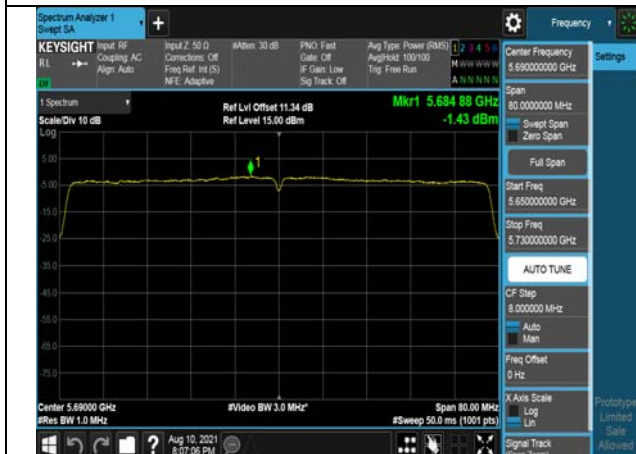 Spectrum Analyzer 1
Swept SA
+
Frequency
KEYSIGHT
RL
Input: RF
Coupling: AC
Align: Auto
Input Z: 50 Ω
Corrections: Off
Freq Ref: Int (S)
NFE: Adaptive
#Atten: 30 dB
PNO: Fast
Gate: Off
IF Gain: Low
Sig Track: Off
Avg Type: Power (RMS)
Avg|Hold: 100/100
Trig: Free Run
1 2 3 4 5 6
M W W W W W
A N N N N N
1 Spectrum
Scale/Div 10 dB
Ref Lvl Offset 11.34 dB
Ref Level 15.00 dBm
Mkr1 5.684 88 GHz
-1.43 dBm
Log
5.00
-5.00
-15.0
-25.0
-35.0
-45.0
-55.0
-65.0
-75.0
1
Center 5.69000 GHz
#Res BW 1.0 MHz
#Video BW 3.0 MHz*
Span 80.00 MHz
#Sweep 50.0 ms (1001 pts)
Aug 10, 2021
8:07:06 PM
Center Frequency
5.690000000 GHz
Settings
Span
80.0000000 MHz
Swept Span
Zero Span
Full Span
Start Freq
5.650000000 GHz
Stop Freq
5.730000000 GHz
AUTO TUNE
CF Step
8.000000 MHz
Auto
Man
Freq Offset
0 Hz
X Axis Scale
Log
Lin
Signal Track
(Span Zoom)
Prototype
Limited
Sale
Allowed